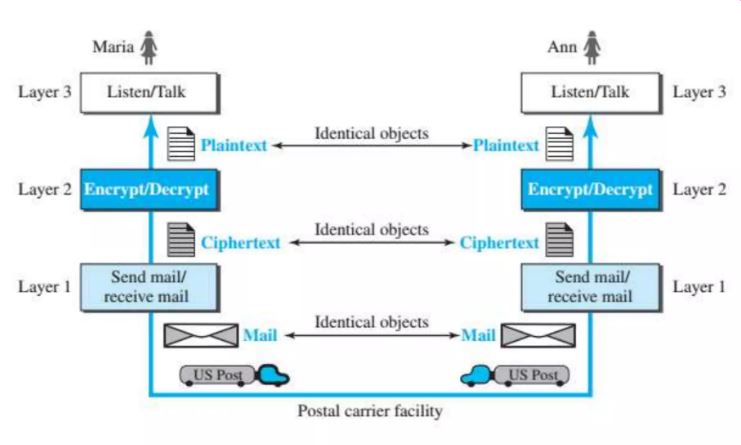 Maria Ann
Layer 3 Listen/Talk Listen/Talk Layer 3
Plaintext Identical objects Plaintext
Layer 2 Encrypt/Decrypt Encrypt/Decrypt Layer 2
Ciphertext Identical objects Ciphertext
Layer 1 Send mail/ receive mail Send mail/ receive mail Layer 1
Mail Identical objects Mail
US Post US Post
Postal carrier facility